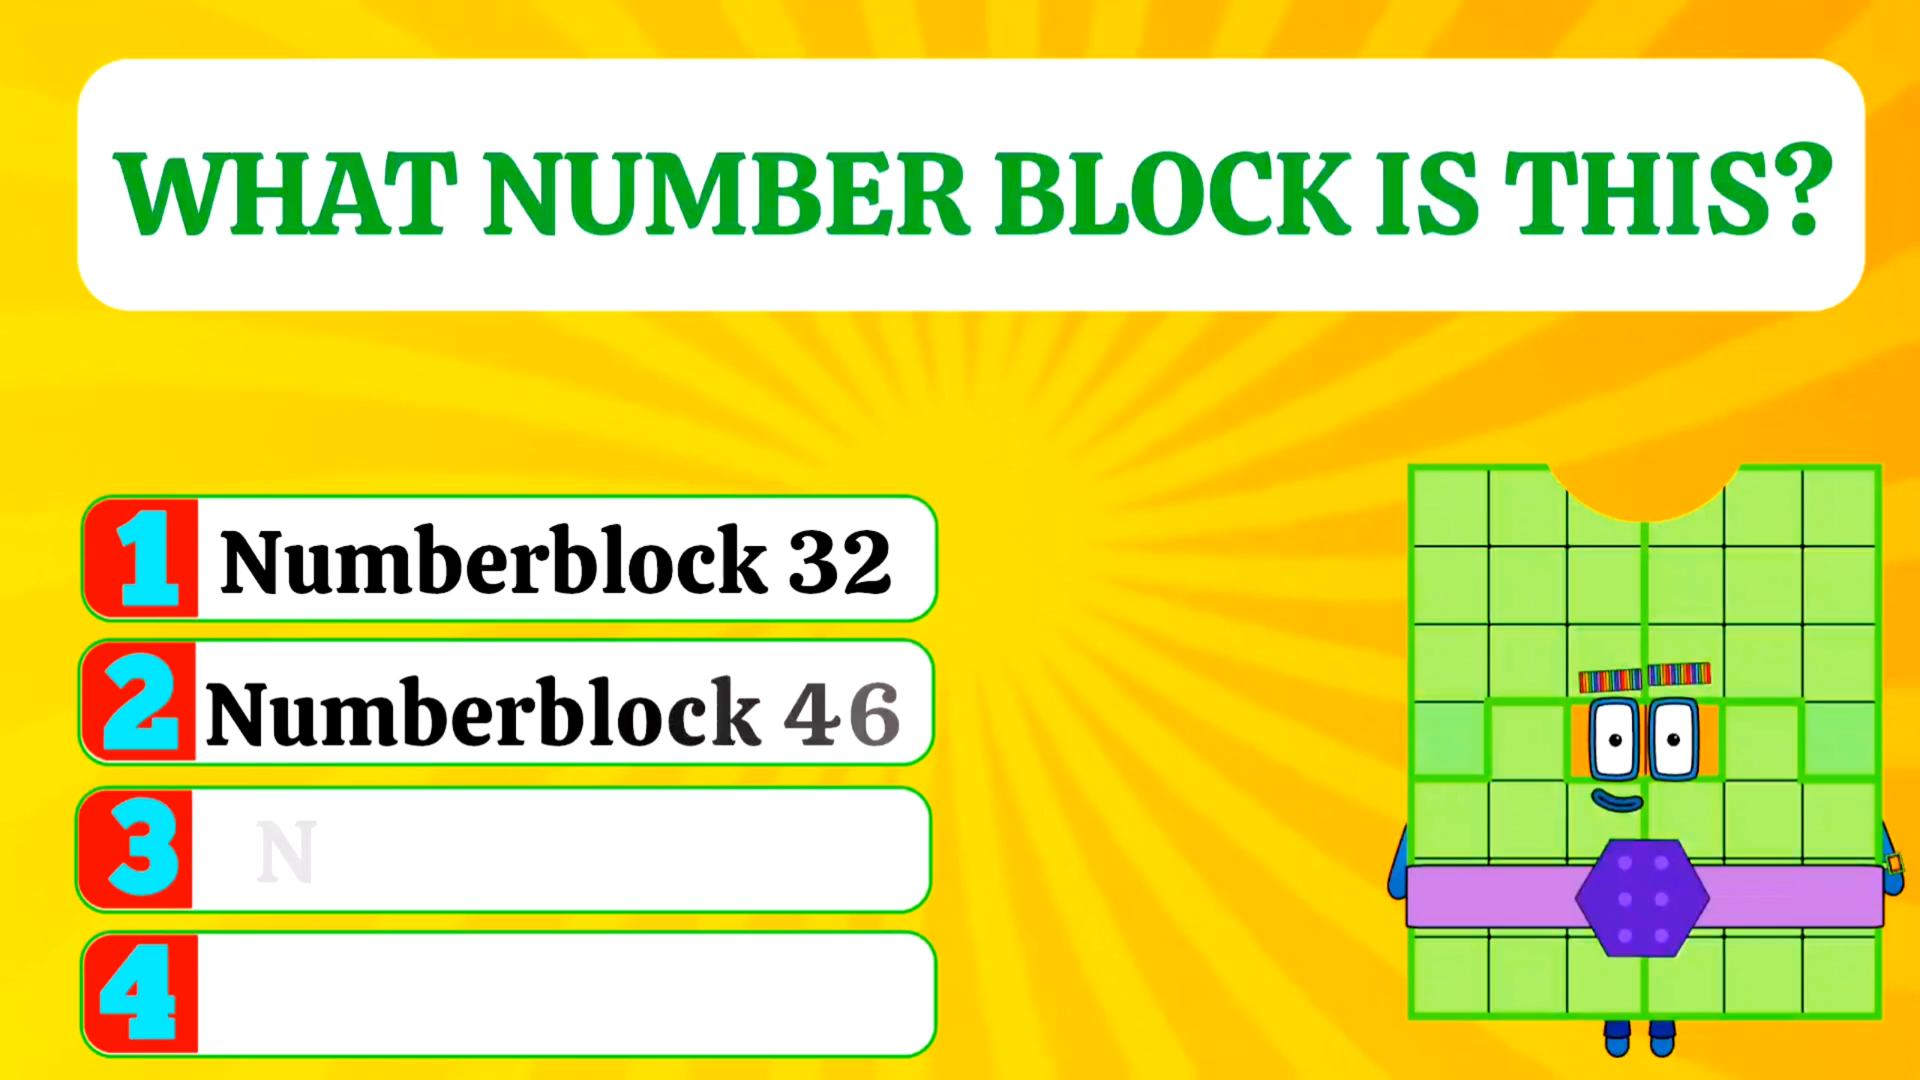 WHAT NUMBER BLOCK IS THIS?
1 Numberblock 32
2 Numberblock 46
3 N
4